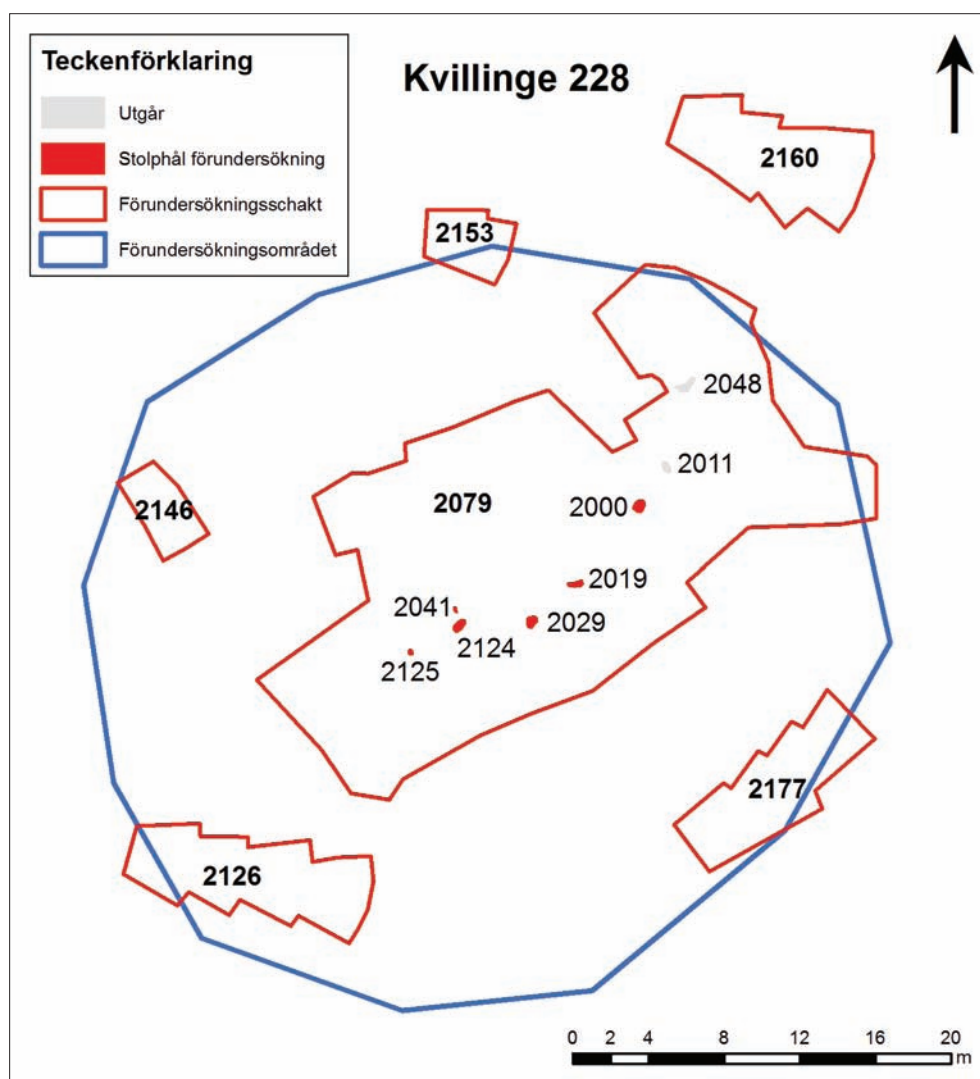 Teckenförklaring
Utgår
Stolphål förundersökning
Förundersökningsschakt
Förundersökningsområdet
Kvillinge 228
2160
2153
2048
2011
2146
2079
2000
2019
2041
2029
2124
2125
2177
2126
0 2 4 8 12 16 20
m